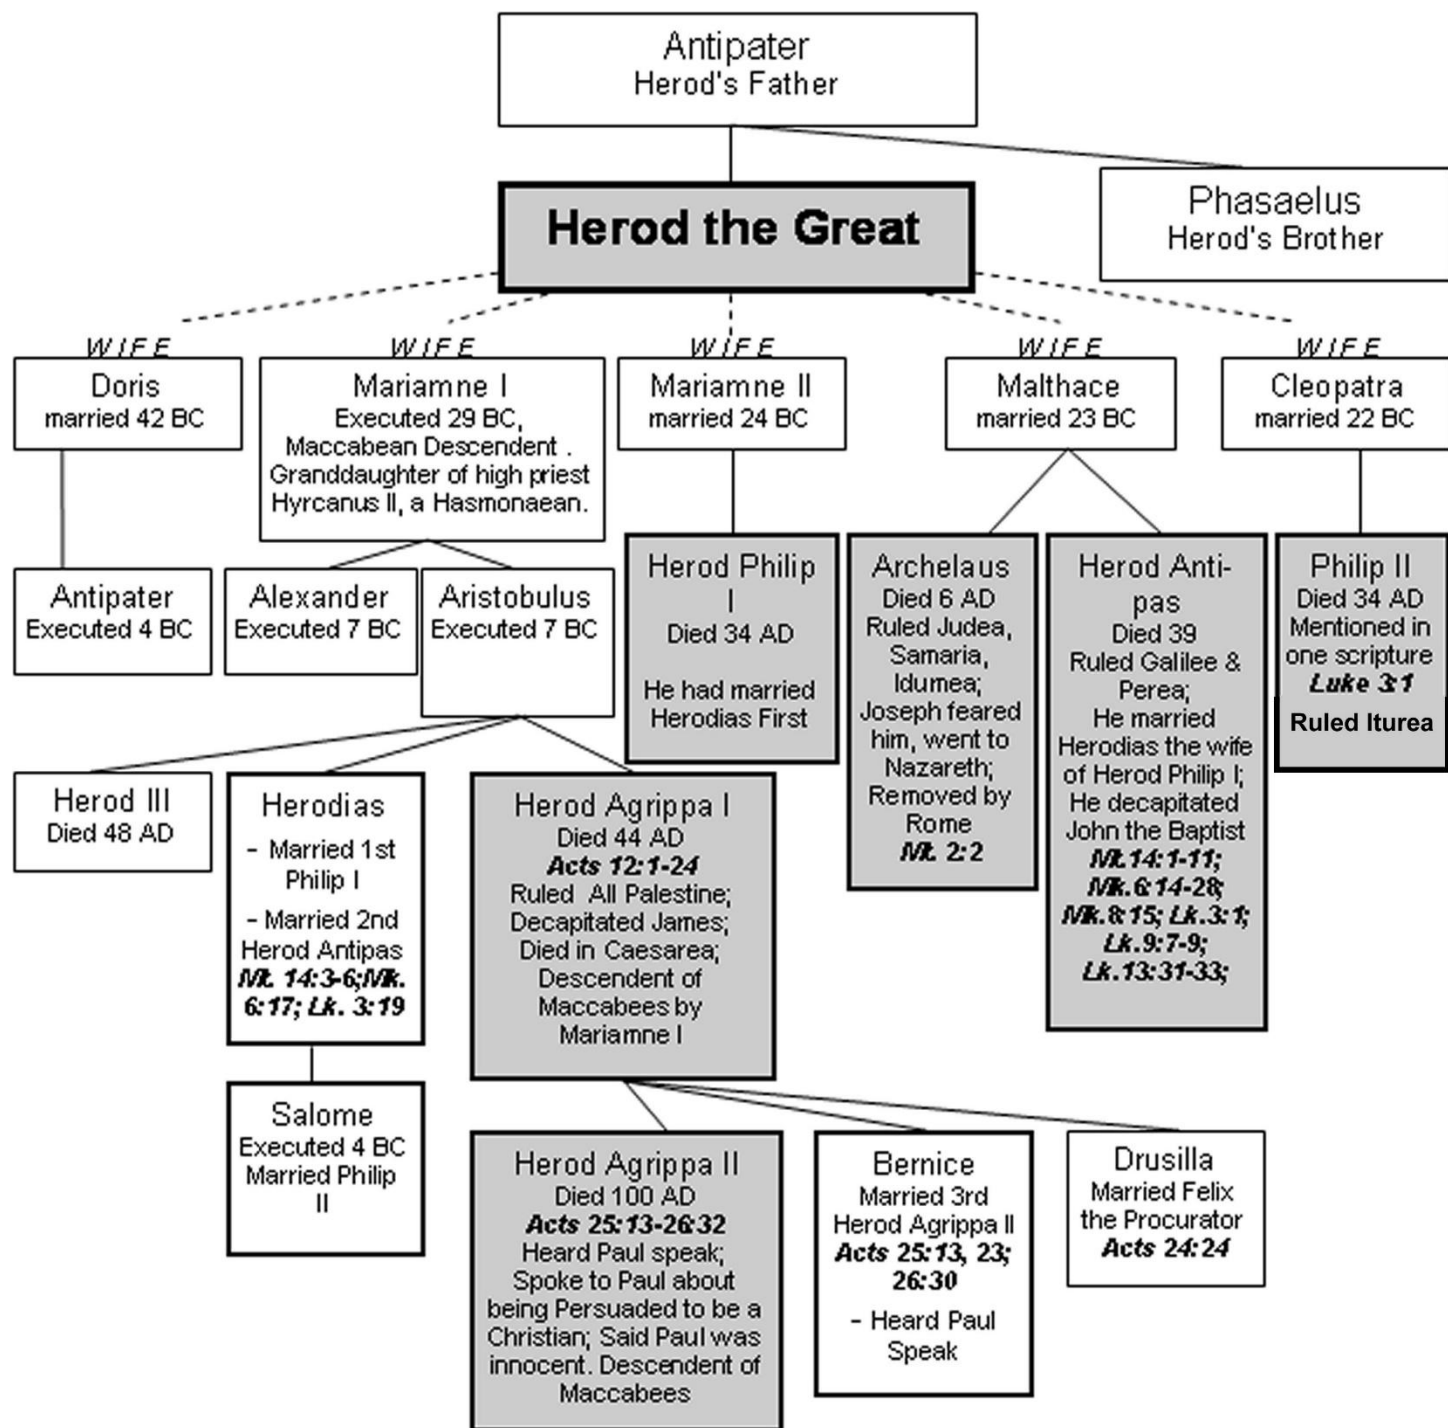 Antipater
Herod's Father
Phasaelus
Herod's Brother
Herod the Great
WIFE
Doris
married 42 BC
WIFE
Mariamne I
Executed 29 BC,
Maccabean Descendent .
Granddaughter of high priest
Hyrcanus II, a Hasmonaean.
WIFE
Mariamne II
married 24 BC
WIFE
Malthace
married 23 BC
WIFE
Cleopatra
married 22 BC
Antipater
Executed 4 BC
Alexander
Executed 7 BC
Aristobulus
Executed 7 BC
Herod Philip
I
Died 34 AD
He had married
Herodias First
Archelaus
Died 6 AD
Ruled Judea,
Samaria,
Idumea;
Joseph feared
him, went to
Nazareth;
Removed by
Rome
Mt. 2:2
Herod Anti-
pas
Died 39
Ruled Galilee &
Perea;
He married
Herodias the wife
of Herod Philip I;
He decapitated
John the Baptist
Mt.14:1-11;
Mk.6:14-28;
Mk.8:15; Lk.3:1;
Lk.9:7-9;
Lk.13:31-33;
Philip II
Died 34 AD
Mentioned in
one scripture
Luke 3:1
Ruled Iturea
Herod III
Died 48 AD
Herodias
- Married 1st
Philip I
- Married 2nd
Herod Antipas
Mt. 14:3-6;Mk.
6:17; Lk. 3:19
Herod Agrippa I
Died 44 AD
Acts 12:1-24
Ruled All Palestine;
Decapitated James;
Died in Caesarea;
Descendent of
Maccabees by
Mariamne I
Salome
Executed 4 BC
Married Philip
II
Herod Agrippa II
Died 100 AD
Acts 25:13-26:32
Heard Paul speak;
Spoke to Paul about
being Persuaded to be a
Christian; Said Paul was
innocent. Descendent of
Maccabees
Bernice
Married 3rd
Herod Agrippa II
Acts 25:13, 23;
26:30
- Heard Paul
Speak
Drusilla
Married Felix
the Procurator
Acts 24:24